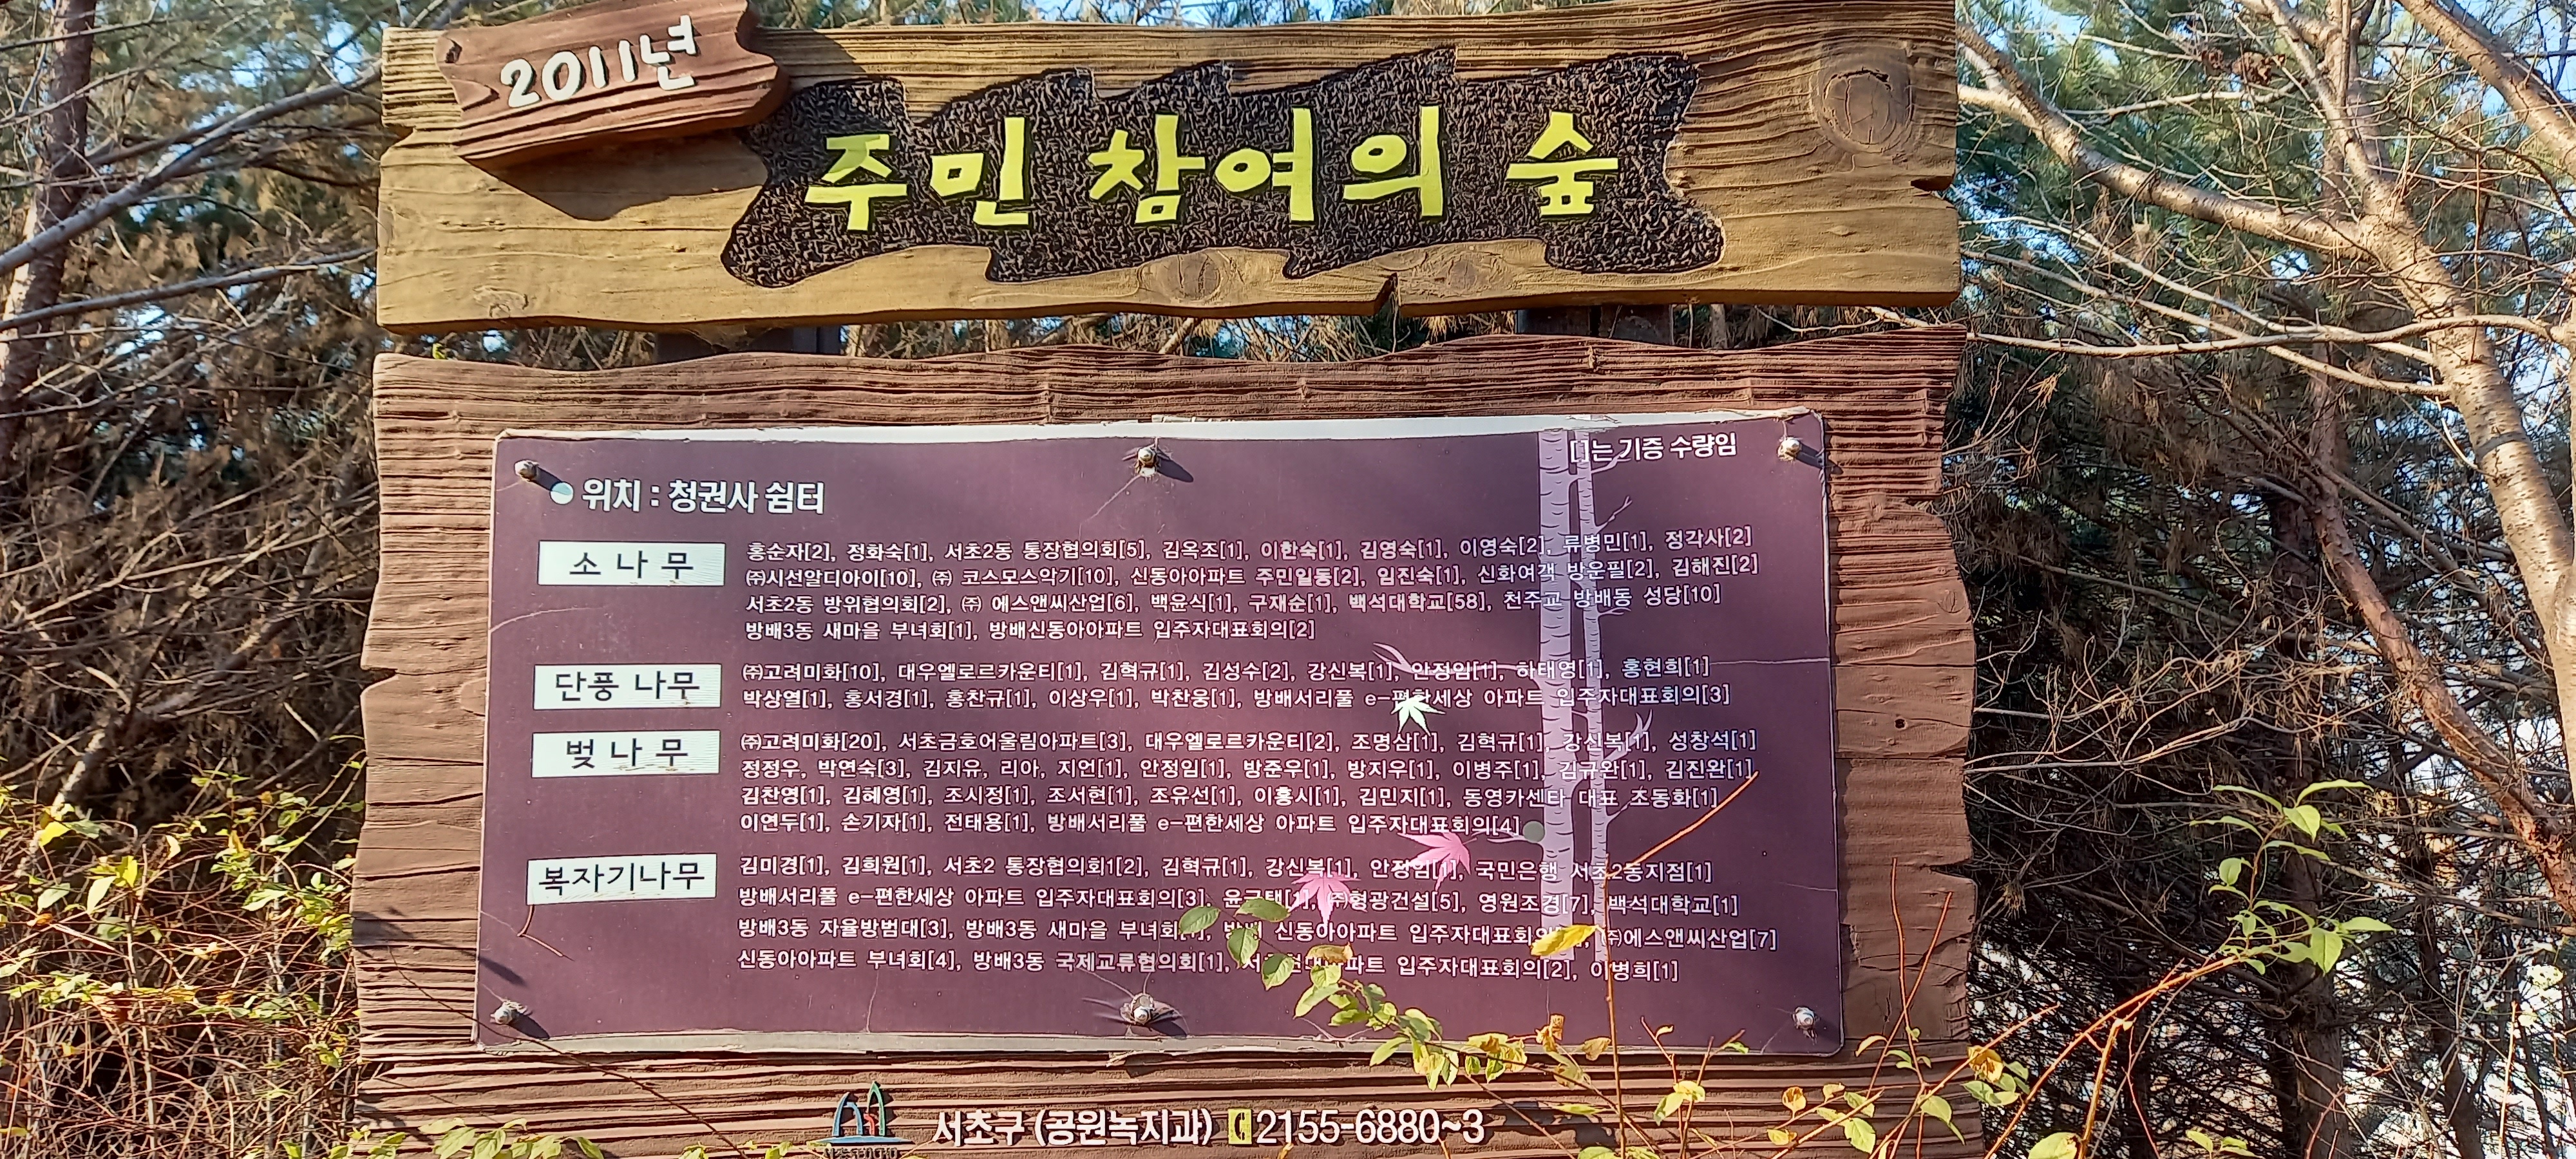 2011년
주민 참여의 숲
[ ]는 기증 수량임
위치 : 청권사 쉼터
소 나 무
홍순자[2], 정화숙[1], 서초2동 통장협의회[5], 김옥조[1], 이한숙[1], 김영숙[1], 이영숙[2], 류병민[1], 정각사[2]
㈜시선알디아이[10], ㈜ 코스모스악기[10], 신동아아파트 주민일동[2], 임진숙[1], 신화여객 방운필[2], 김해진[2]
서초2동 방위협의회[2], ㈜ 에스앤씨산업[6], 백윤식[1], 구재순[1], 백석대학교[58], 천주교 방배동 성당[10]
방배3동 새마을 부녀회[1], 방배신동아아파트 입주자대표회의[2]
단풍 나무
㈜고려미화[10], 대우엘로르카운티[1], 김혁규[1], 김성수[2], 강신복[1], 안정임[1], 하태영[1], 홍현희[1]
박상열[1], 홍서경[1], 홍찬규[1], 이상우[1], 박찬웅[1], 방배서리풀 e-편한세상 아파트 입주자대표회의[3]
벚 나 무
㈜고려미화[20], 서초금호어울림아파트[3], 대우엘로르카운티[2], 조명삼[1], 김혁규[1], 강신복[1], 성창석[1]
정정우, 박연숙[3], 김지유, 리아, 지언[1], 안정임[1], 방준우[1], 방지우[1], 이병주[1], 김규완[1], 김진완[1]
김찬영[1], 김혜영[1], 조시정[1], 조서현[1], 조유선[1], 이흥시[1], 김민지[1], 동영카센타 대표 조동화[1]
이연두[1], 손기자[1], 전태용[1], 방배서리풀 e-편한세상 아파트 입주자대표회의[4]
복자기나무
김미경[1], 김희원[1], 서초2 통장협의회1[2], 김혁규[1], 강신복[1], 안정임[1], 국민은행 서초2동지점[1]
방배서리풀 e-편한세상 아파트 입주자대표회의[3], ㈜형광건설[5], 영원조경[7], 백석대학교[1]
방배3동 자율방범대[3], 방배3동 새마을 부녀회 신동아아파트 입주자대표회의 ㈜에스앤씨산업[7]
신동아아파트 부녀회[4], 방배3동 국제교류협의회[1], 입주자대표회의[2], 이병희[1]
서초구 (공원녹지과) 2155-6880~3